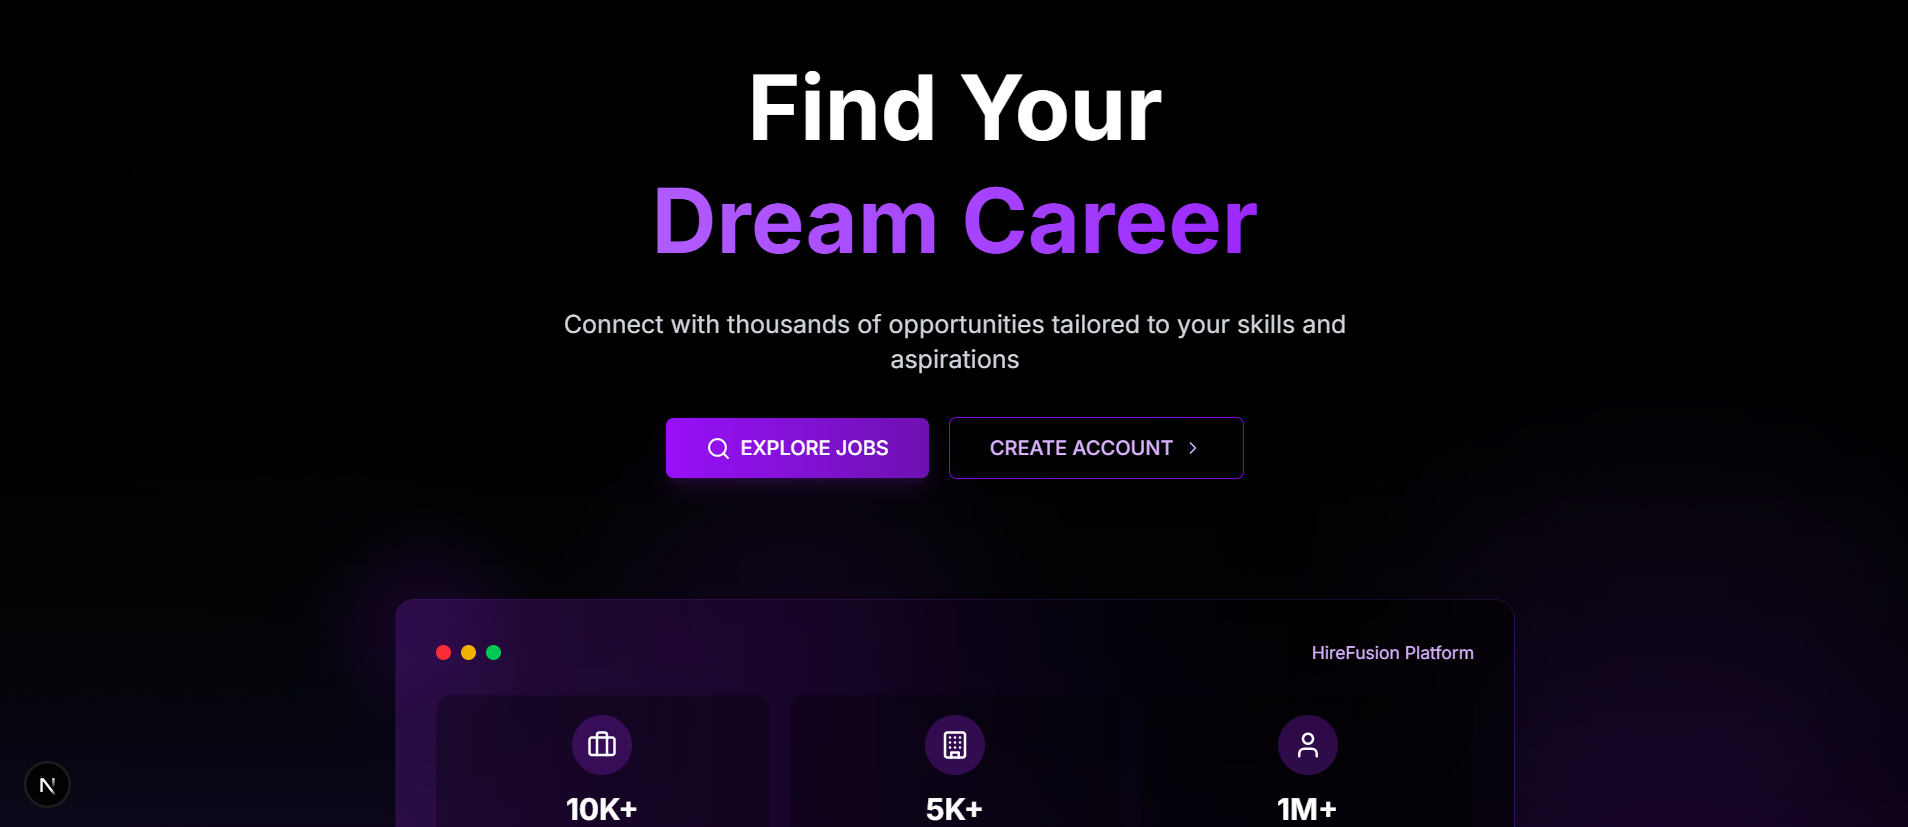 Find Your
Dream Career
Connect with thousands of opportunities tailored to your skills and
aspirations
EXPLORE JOBS
CREATE ACCOUNT
HireFusion Platform
10K+
5K+
1M+
N